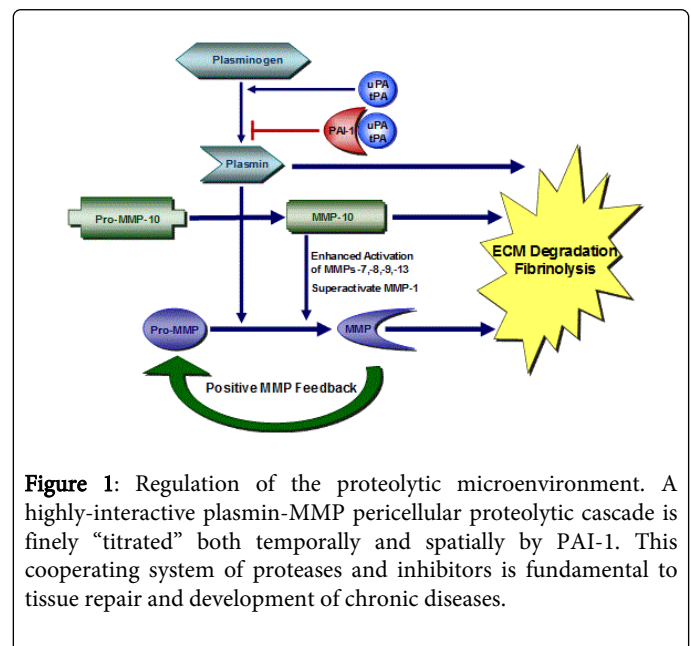 Plasminogen
uPA
tPA
PAI-1
uPA
tPA
Plasmin
Pro-MMP-10
MMP-10
ECM Degradation
Fibrinolysis
Enhanced Activation
of MMPs-7,-8,-9,-13
Superactivate MMP-1
Pro-MMP
MMP
Positive MMP Feedback
Figure 1: Regulation of the proteolytic microenvironment. A
highly-interactive plasmin-MMP pericellular proteolytic cascade is
finely “titrated” both temporally and spatially by PAI-1. This
cooperating system of proteases and inhibitors is fundamental to
tissue repair and development of chronic diseases.